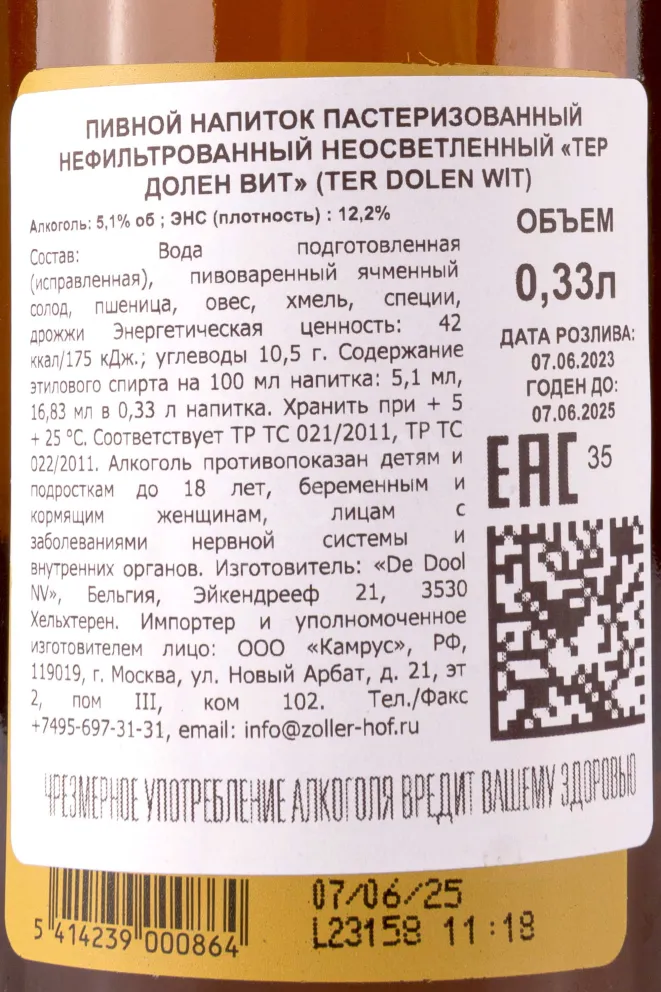 ПИВНОЙ НАПИТОК ПАСТЕРИЗОВАННЫЙ
НЕФИЛЬТРОВАННЫЙ НЕОСВЕТЛЕННЫЙ «ТЕР
ДОЛЕН ВИТ» (TER DOLEN WIT)
Алкоголь: 5,1% об ; ЭНС (плотность) : 12,2%
Состав: Вода подготовленная
(исправленная), пивоваренный ячменный
солод, пшеница, овес, хмель, специи,
дрожжи Энергетическая ценность: 42
ккал/175 кДж.; углеводы 10,5 г. Содержание
этилового спирта на 100 мл напитка: 5,1 мл,
16,83 мл в 0,33 л напитка. Хранить при + 5
+ 25 °С. Соответствует ТР ТС 021/2011, ТР ТС
022/2011. Алкоголь противопоказан детям и
подросткам до 18 лет, беременным и
кормящим женщинам, лицам с
заболеваниями нервной системы и
внутренних органов. Изготовитель: «De Dool
NV», Бельгия, Эйкендрееф 21, 3530
Хельхтерен. Импортер и уполномоченное
изготовителем лицо: ООО «Камрус», РФ,
119019, г. Москва, ул. Новый Арбат, д. 21, эт
2, пом III, ком 102. Тел./Факс
+7495-697-31-31, email: info@zoller-hof.ru
ОБЪЕМ
0,33л
ДАТА РОЗЛИВА:
07.06.2023
ГОДЕН ДО:
07.06.2025
EAC 35
ЧРЕЗМЕРНОЕ УПОТРЕБЛЕНИЕ АЛКОГОЛЯ ВРЕДИТ ВАШЕМУ ЗДОРОВЬЮ
5 414239 000864
07/06/25
L23158 11:18